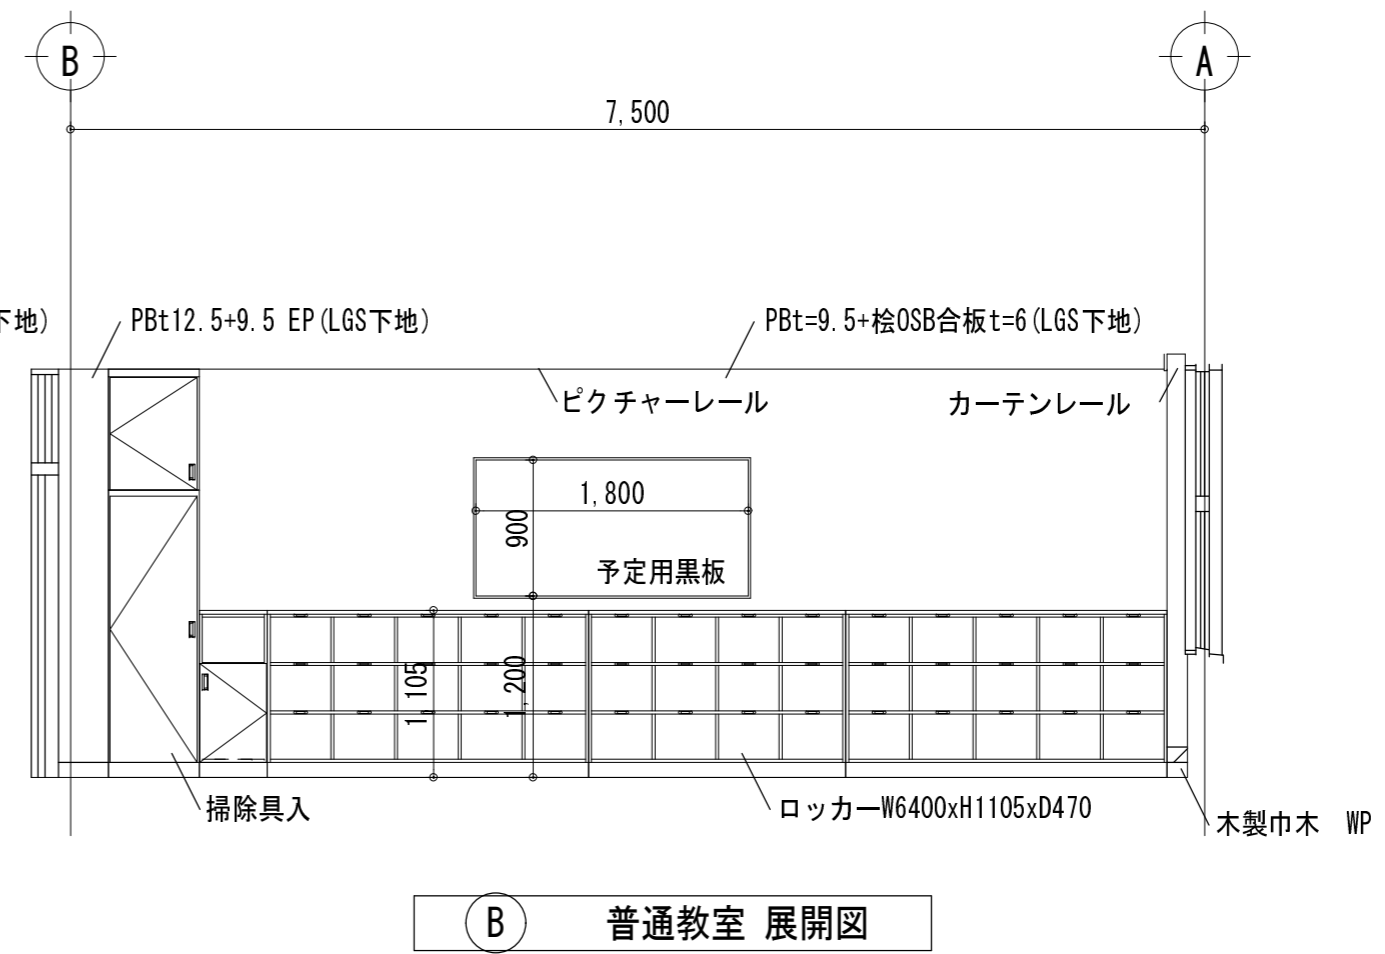 B
A
7,500
下地)
PBt12.5+9.5 EP(LGS下地)
PBt=9.5+桧OSB合板t=6(LGS下地)
ピクチャーレール
カーテンレール
1,800
900
予定用黒板
1,105
1,200
掃除具入
ロッカーW6400xH1105xD470
木製巾木 WP
B 普通教室 展開図